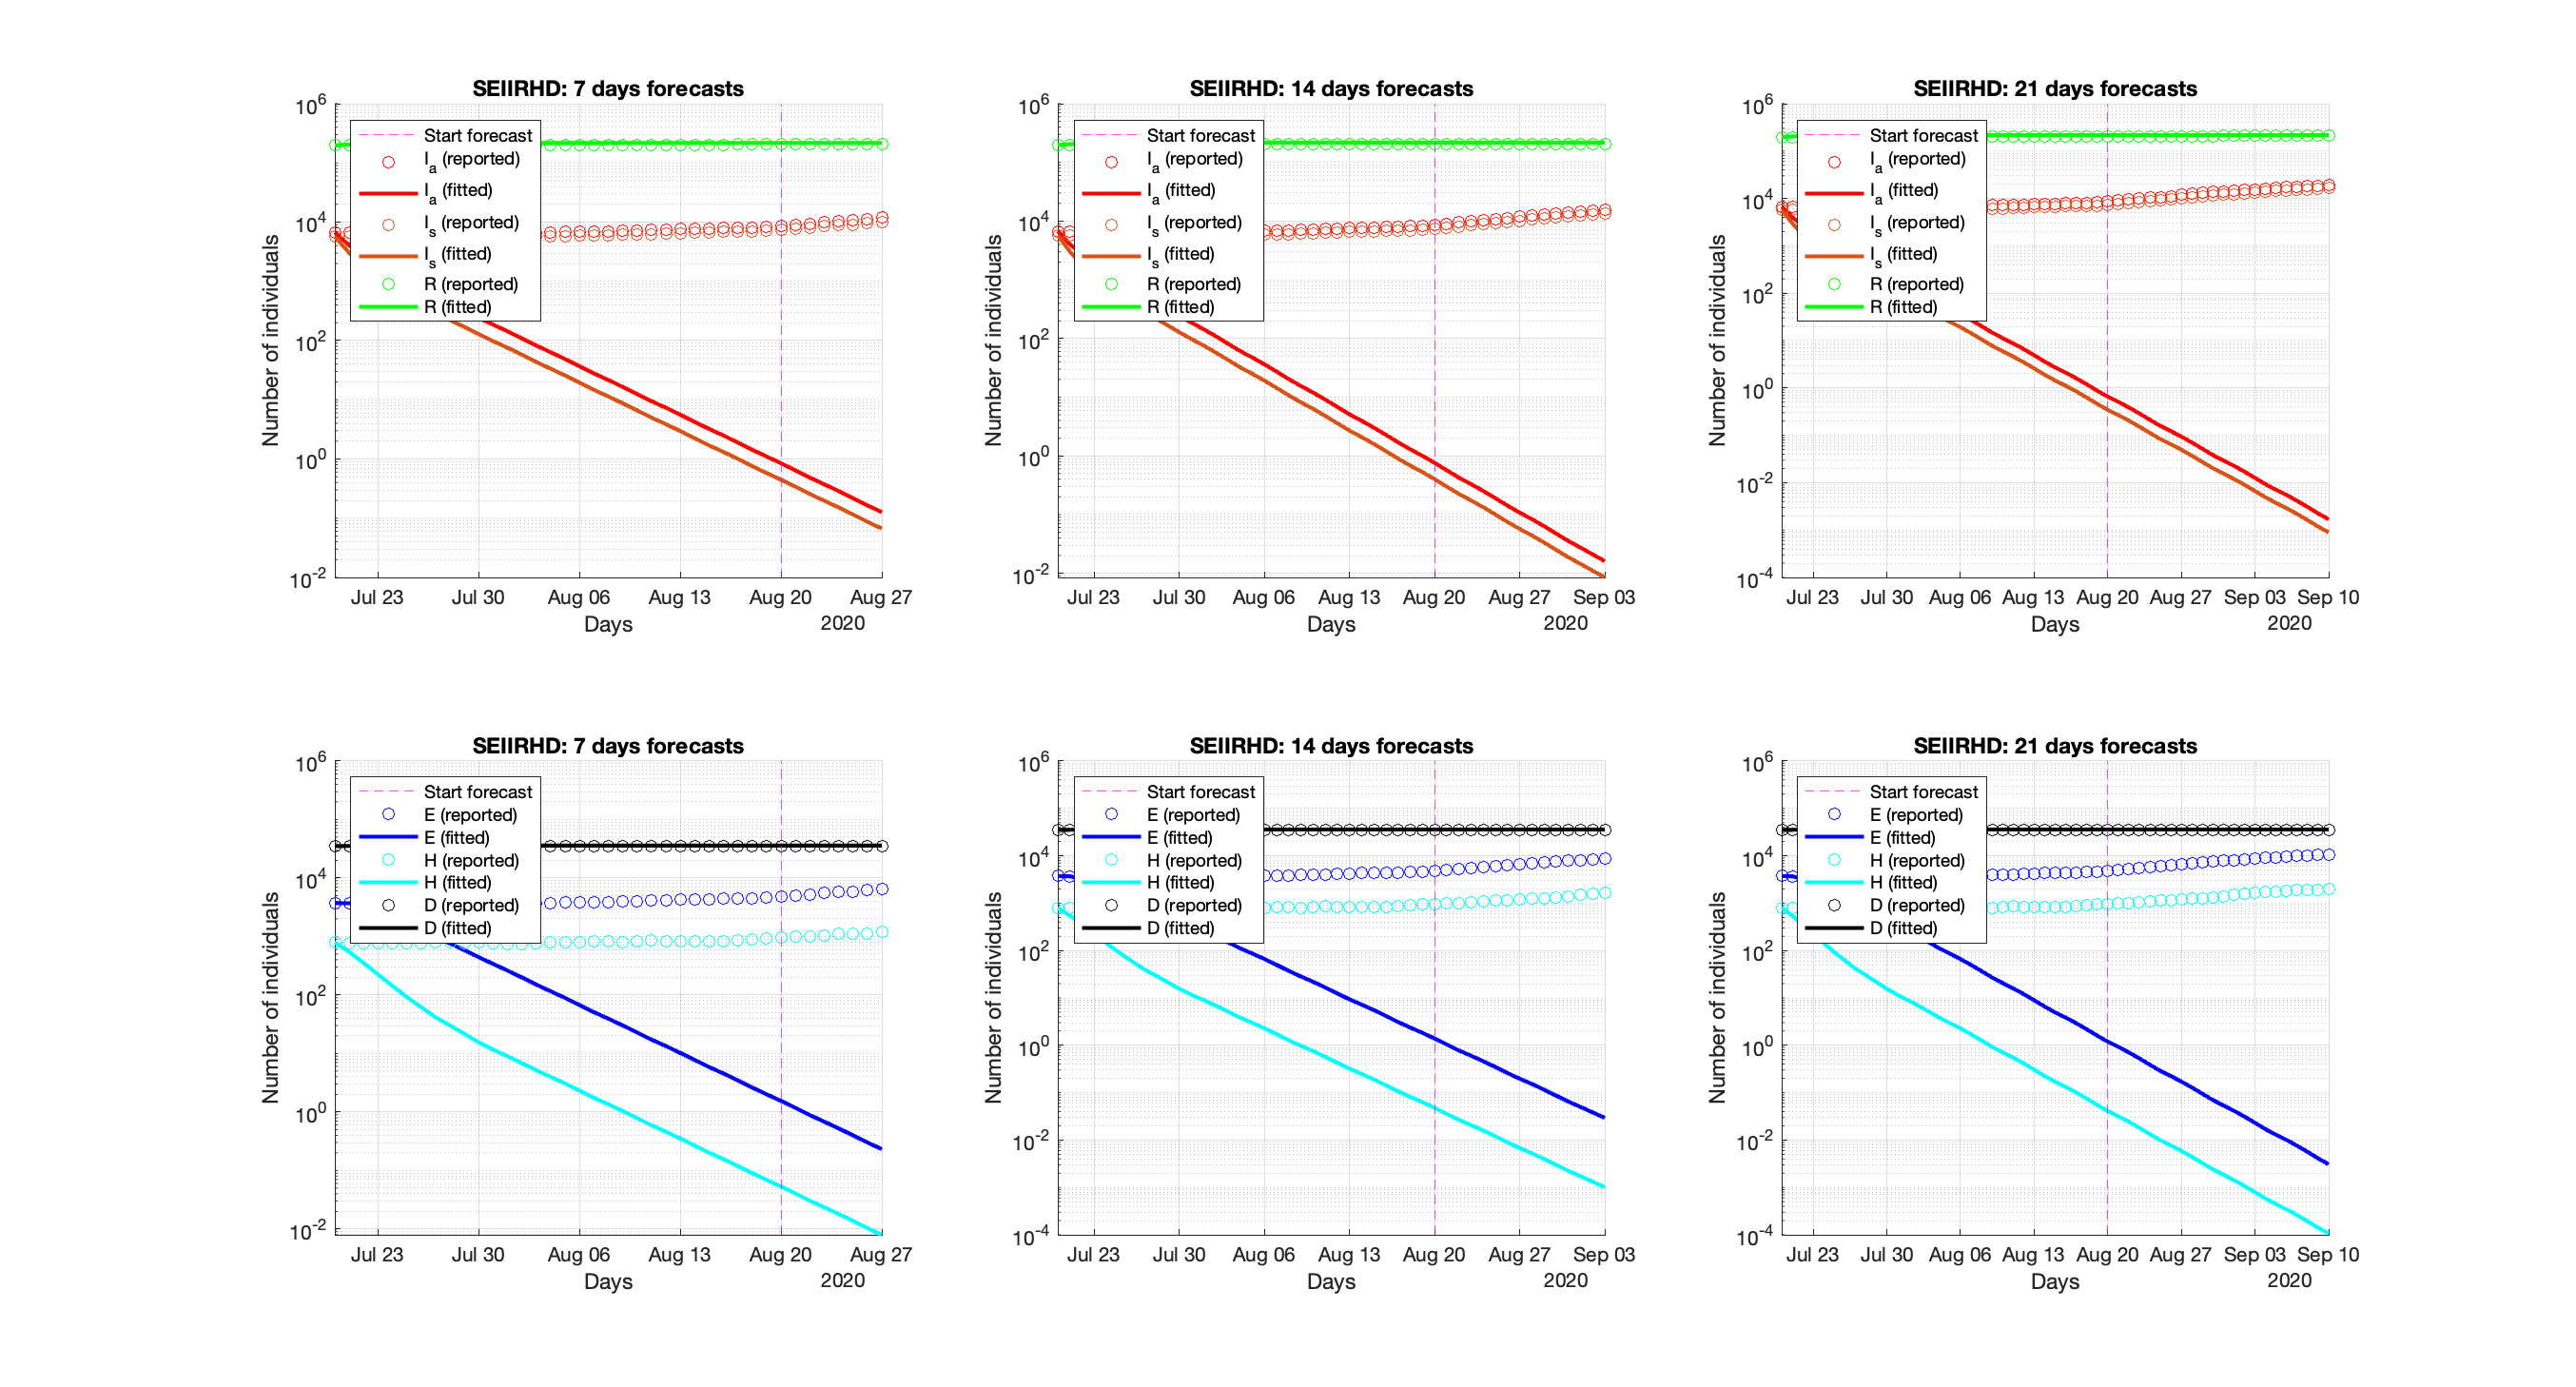 SEIIRHD: 7 days forecasts
10^6
10^4
10^2
10^0
10^-2
Number of individuals
Start forecast
I_a (reported)
I_a (fitted)
I_s (reported)
I_s (fitted)
R (reported)
R (fitted)
Jul 23 Jul 30 Aug 06 Aug 13 Aug 20 Aug 27
Days 2020
SEIIRHD: 14 days forecasts
10^6
10^4
10^2
10^0
10^-2
Number of individuals
Start forecast
I_a (reported)
I_a (fitted)
I_s (reported)
I_s (fitted)
R (reported)
R (fitted)
Jul 23 Jul 30 Aug 06 Aug 13 Aug 20 Aug 27 Sep 03
Days 2020
SEIIRHD: 21 days forecasts
10^6
10^4
10^2
10^0
10^-2
10^-4
Number of individuals
Start forecast
I_a (reported)
I_a (fitted)
I_s (reported)
I_s (fitted)
R (reported)
R (fitted)
Jul 23 Jul 30 Aug 06 Aug 13 Aug 20 Aug 27 Sep 03 Sep 10
Days 2020
SEIIRHD: 7 days forecasts
10^6
10^4
10^2
10^0
10^-2
Number of individuals
Start forecast
E (reported)
E (fitted)
H (reported)
H (fitted)
D (reported)
D (fitted)
Jul 23 Jul 30 Aug 06 Aug 13 Aug 20 Aug 27
Days 2020
SEIIRHD: 14 days forecasts
10^6
10^4
10^2
10^0
10^-2
10^-4
Number of individuals
Start forecast
E (reported)
E (fitted)
H (reported)
H (fitted)
D (reported)
D (fitted)
Jul 23 Jul 30 Aug 06 Aug 13 Aug 20 Aug 27 Sep 03
Days 2020
SEIIRHD: 21 days forecasts
10^6
10^4
10^2
10^0
10^-2
10^-4
Number of individuals
Start forecast
E (reported)
E (fitted)
H (reported)
H (fitted)
D (reported)
D (fitted)
Jul 23 Jul 30 Aug 06 Aug 13 Aug 20 Aug 27 Sep 03 Sep 10
Days 2020